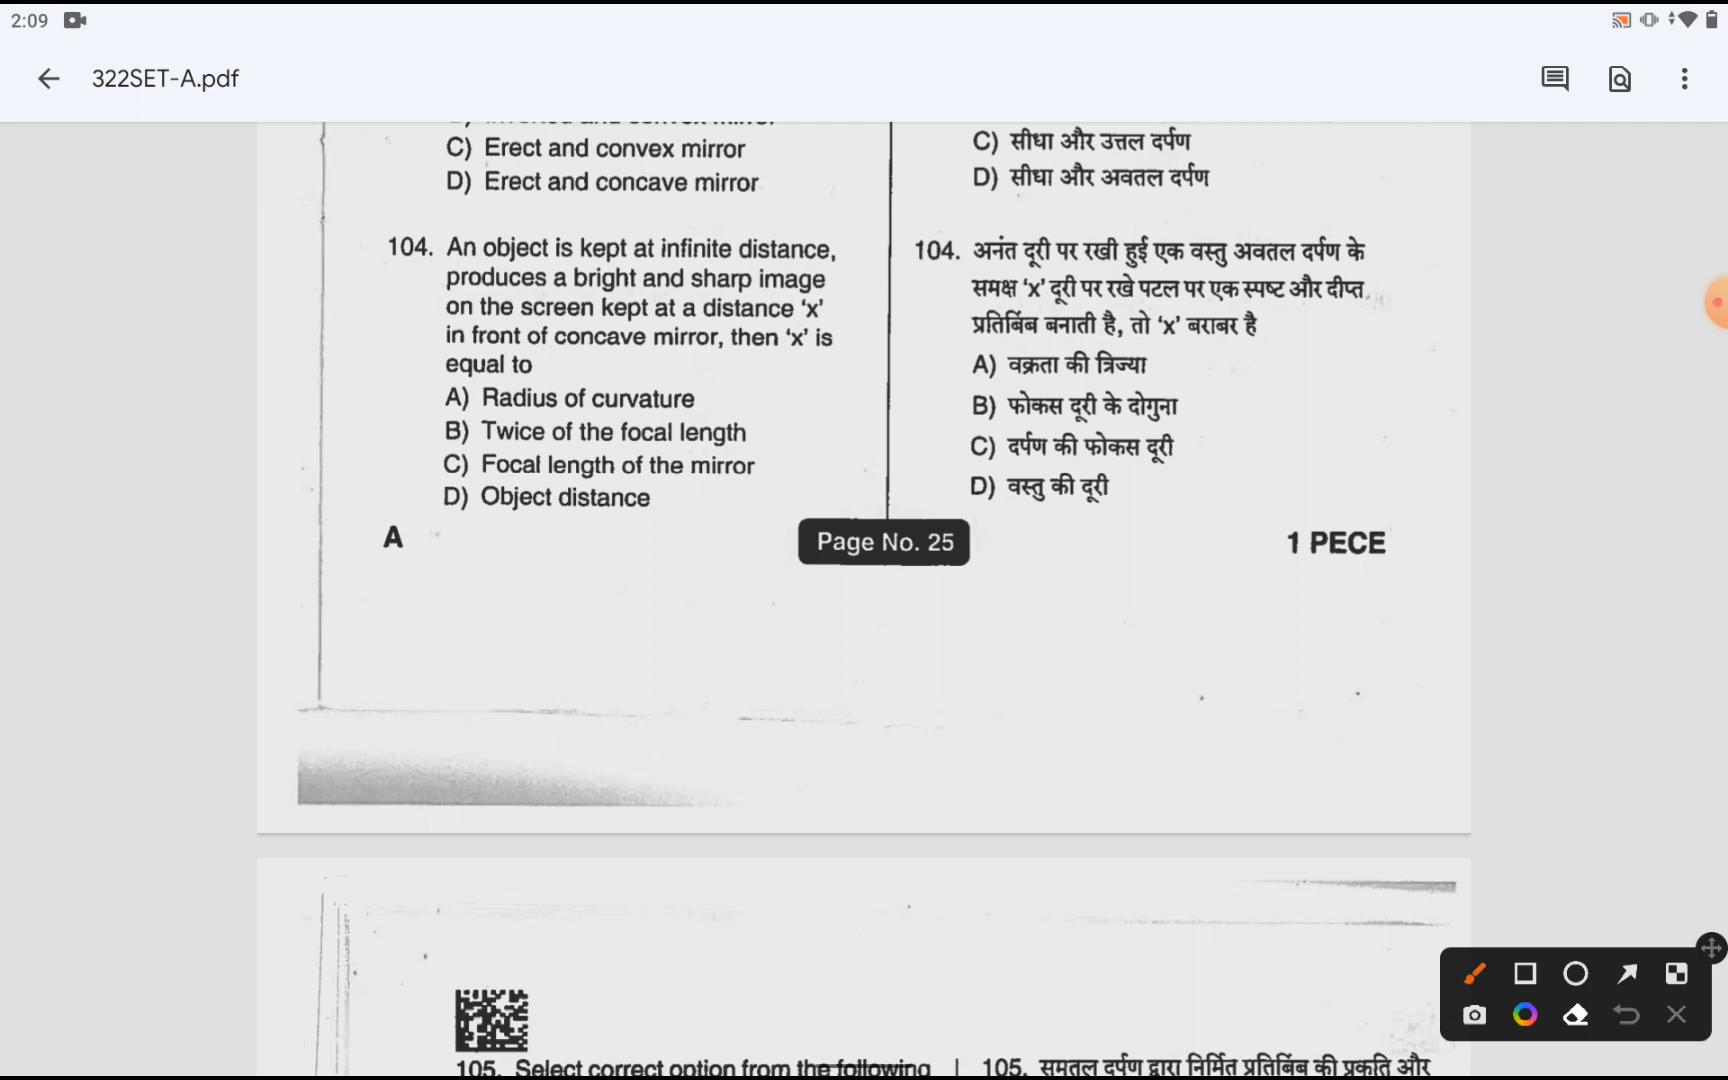 2:09
322SET-A.pdf
C) Erect and convex mirror
D) Erect and concave mirror
104. An object is kept at infinite distance,
produces a bright and sharp image
on the screen kept at a distance ‘x’
in front of concave mirror, then ‘x’ is
equal to
A) Radius of curvature
B) Twice of the focal length
C) Focal length of the mirror
D) Object distance
A
C) सीधा और उत्तल दर्पण
D) सीधा और अवतल दर्पण
104. अनंत दूरी पर रखी हुई एक वस्तु अवतल दर्पण के
समक्ष ‘x’ दूरी पर रखे पटल पर एक स्पष्ट और दीप्त
प्रतिबिंब बनाती है, तो ‘x’ बराबर है
A) वक्रता की त्रिज्या
B) फोकस दूरी के दोगुना
C) दर्पण की फोकस दूरी
D) वस्तु की दूरी
Page No. 25
1 PECE
105. Select correct option from the following
105. समतल दर्पण द्वारा निर्मित प्रतिबिंब की प्रकृति और